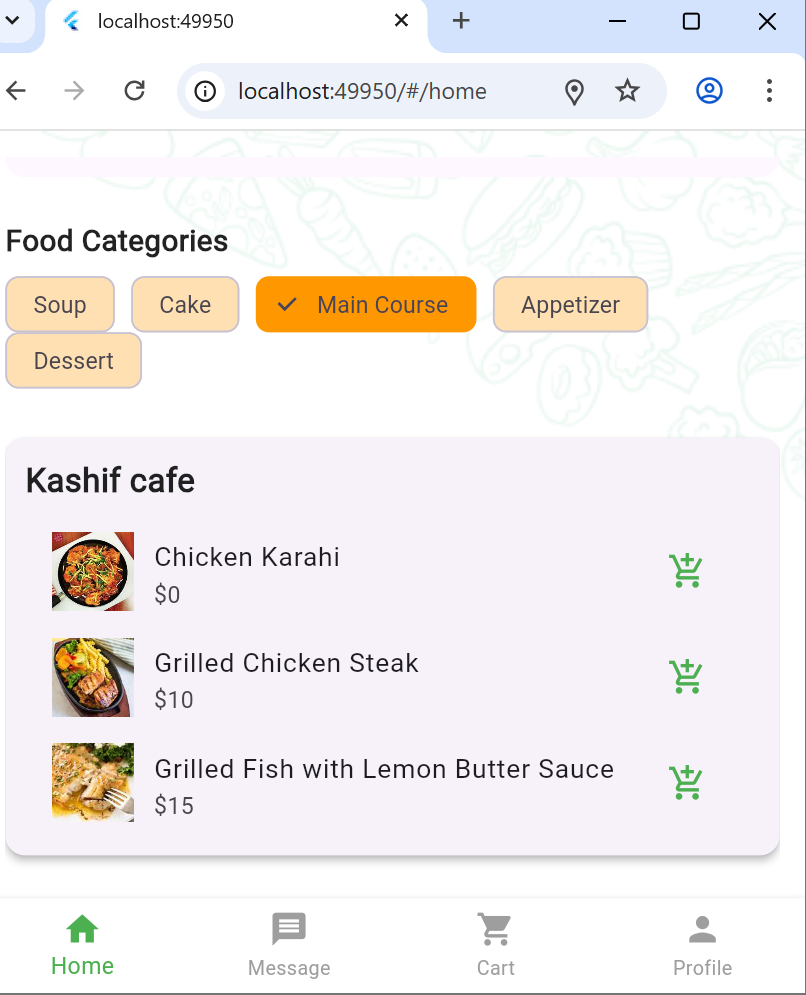 localhost:49950
localhost:49950/#/home
Food Categories
Soup Cake Main Course Appetizer
Dessert
Kashif cafe
Chicken Karahi
$0
Grilled Chicken Steak
$10
Grilled Fish with Lemon Butter Sauce
$15
Home Message Cart Profile